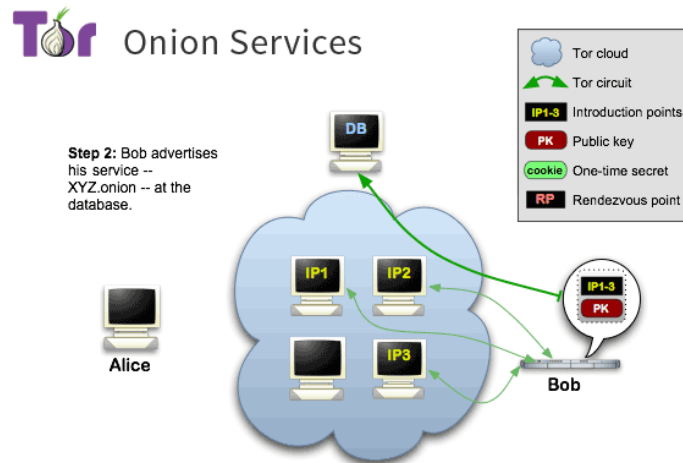 Tor Onion Services
Step 2: Bob advertises
his service --
XYZ.onion -- at the
database.
DB
Tor cloud
Tor circuit
IP1-3 Introduction points
PK Public key
cookie One-time secret
RP Rendezvous point
IP1
IP2
IP3
IP1-3
PK
Alice
Bob